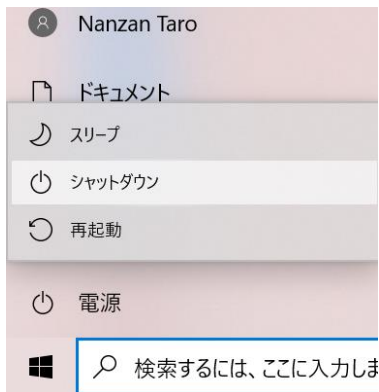 Nanzan Taro
ドキュメント
スリープ
シャットダウン
再起動
電源
検索するには、ここに入力しま